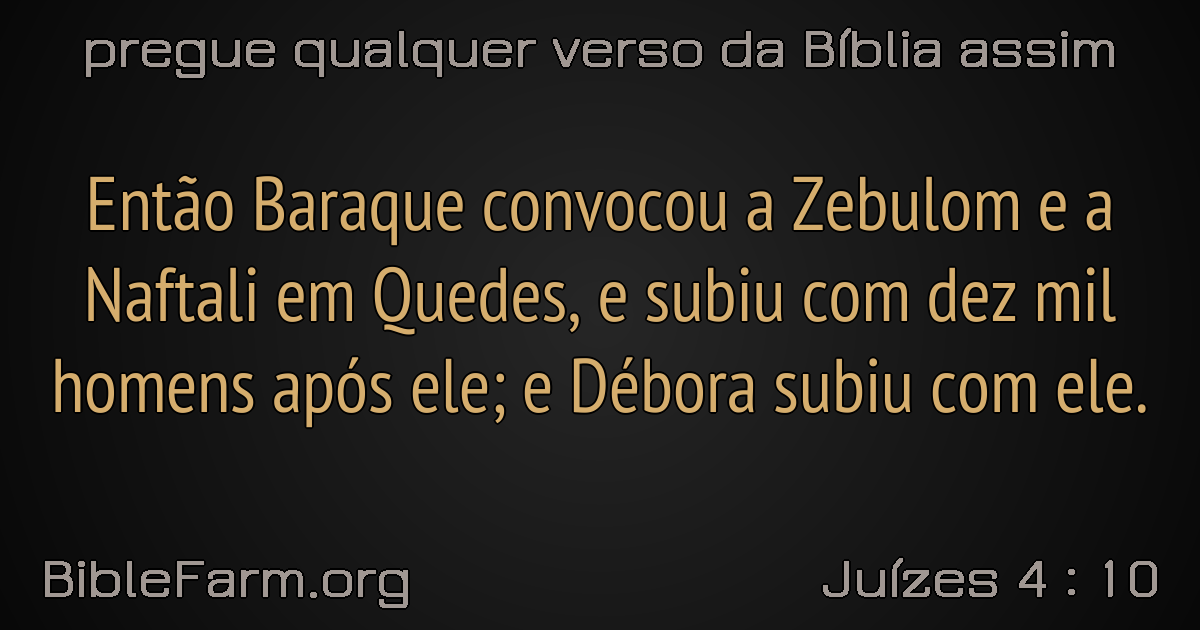 pregue qualquer verso da Bíblia assim
Então Baraque convocou a Zebulom e a
Naftali em Quedes, e subiu com dez mil
homens após ele; e Débora subiu com ele.
BibleFarm.org
Juízes 4 : 10